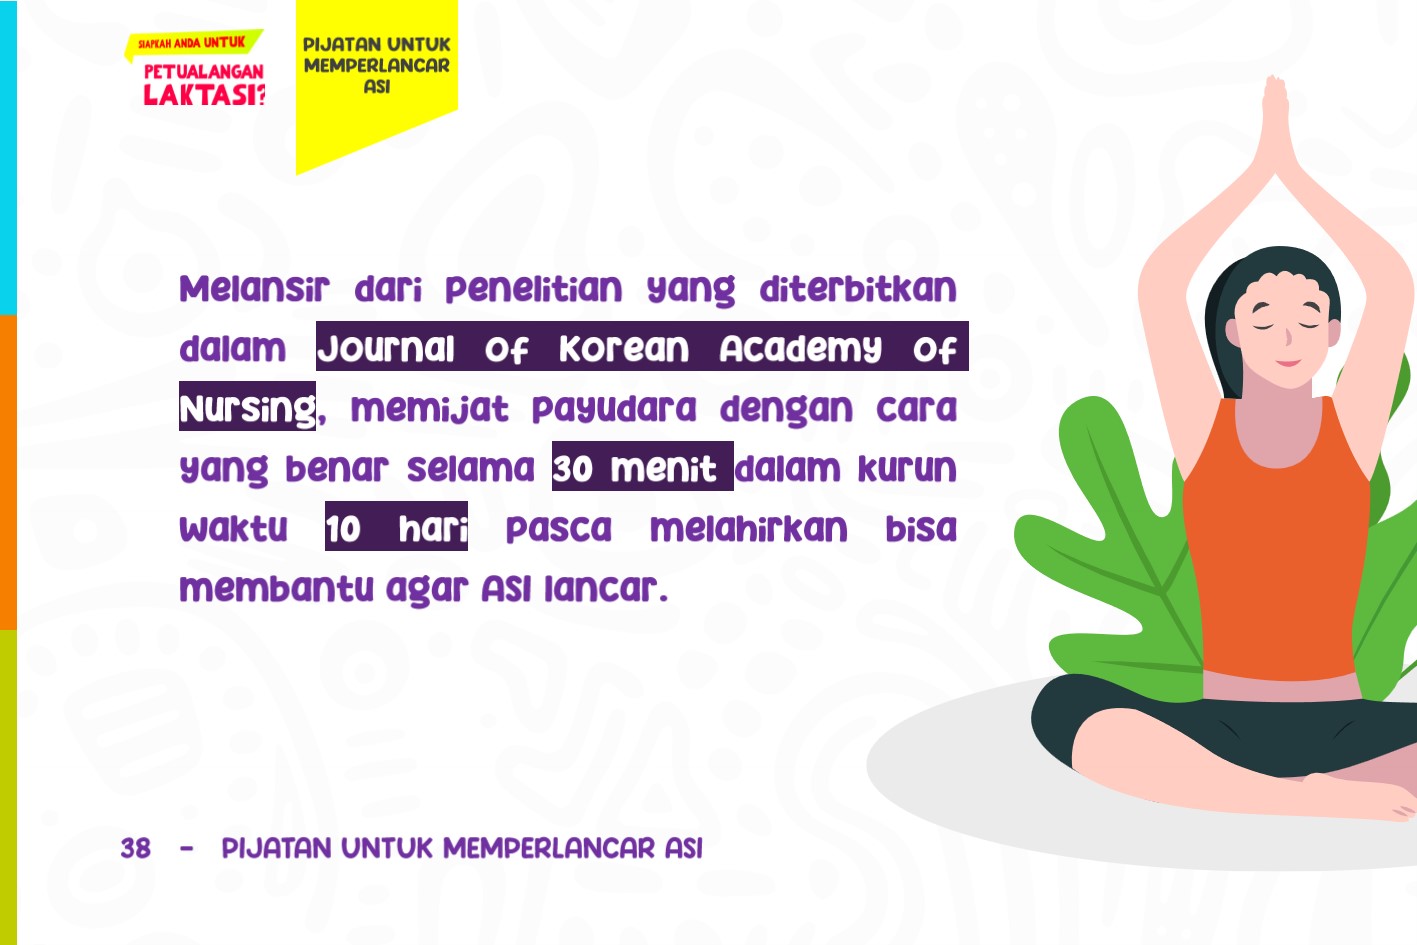 SIAPKAH ANDA UNTUK
PETUALANGAN
LAKTASI?
PIJATAN UNTUK
MEMPERLANCAR
ASI
Melansir dari penelitian yang diterbitkan
dalam Journal of Korean Academy of
Nursing, memijat payudara dengan cara
yang benar selama 30 menit dalam kurun
waktu 10 hari pasca melahirkan bisa
membantu agar ASI lancar.
38 - PIJATAN UNTUK MEMPERLANCAR ASI